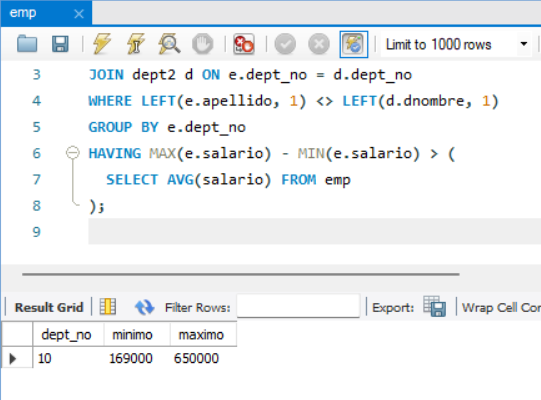 emp
Limit to 1000 rows
3 JOIN dept2 d ON e.dept_no = d.dept_no
4 WHERE LEFT(e.apellido, 1) <> LEFT(d.dnombre, 1)
5 GROUP BY e.dept_no
6 HAVING MAX(e.salario) - MIN(e.salario) > (
7 SELECT AVG(salario) FROM emp
8 );
9
Result Grid Filter Rows: Export: Wrap Cell Cor
dept_no minimo maximo
10 169000 650000